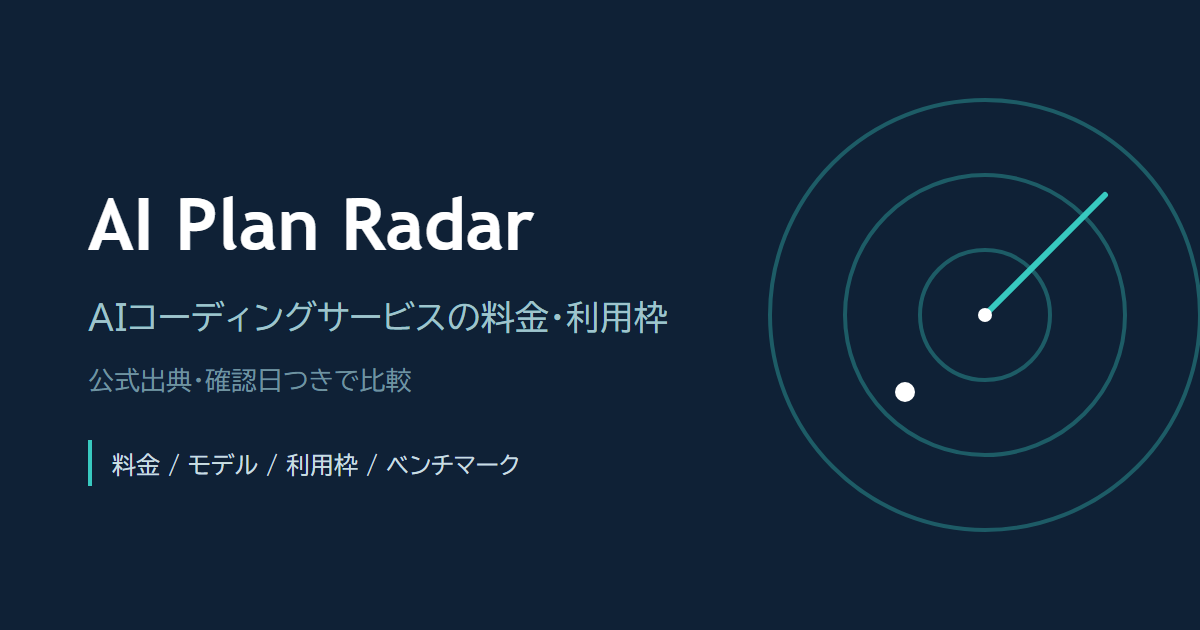 AI Plan Radar
AIコーディングサービスの料金・利用枠
公式出典・確認日つきで比較
料金 / モデル / 利用枠 / ベンチマーク